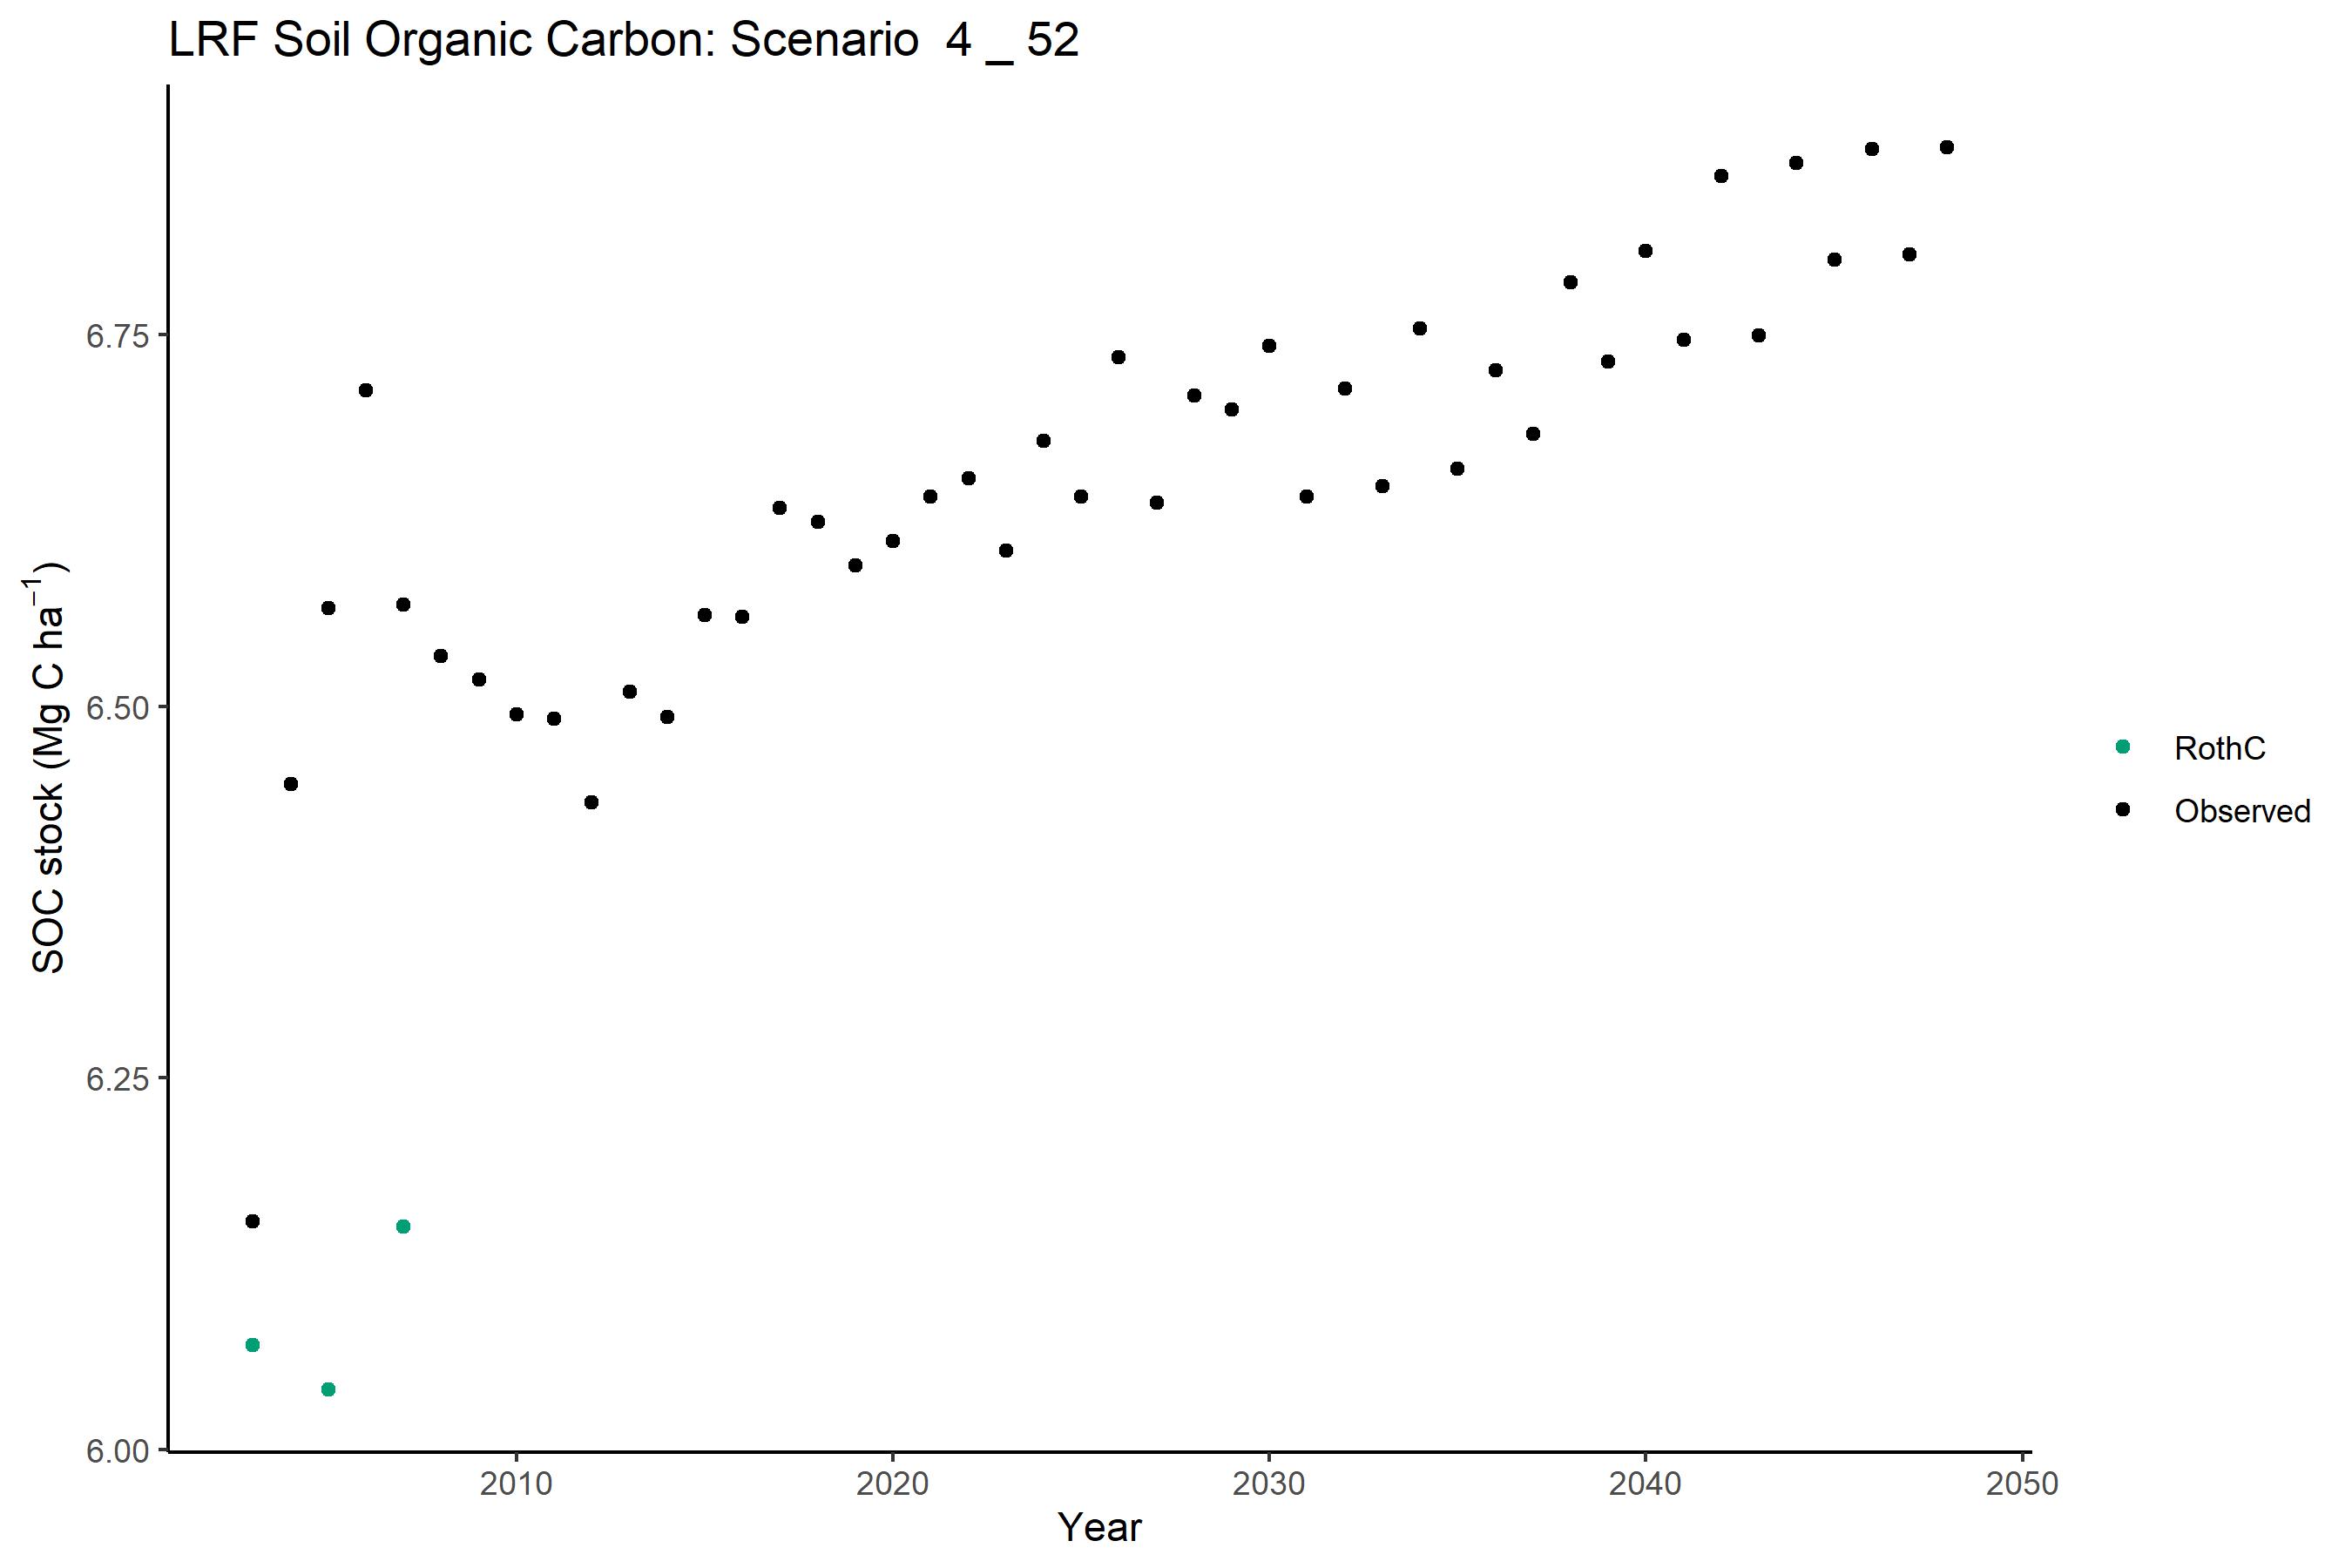 LRF Soil Organic Carbon: Scenario  4 _ 52
SOC stock (Mg C ha⁻¹)
6.75
6.50
6.25
6.00
2010
2020
2030
2040
2050
Year
RothC
Observed